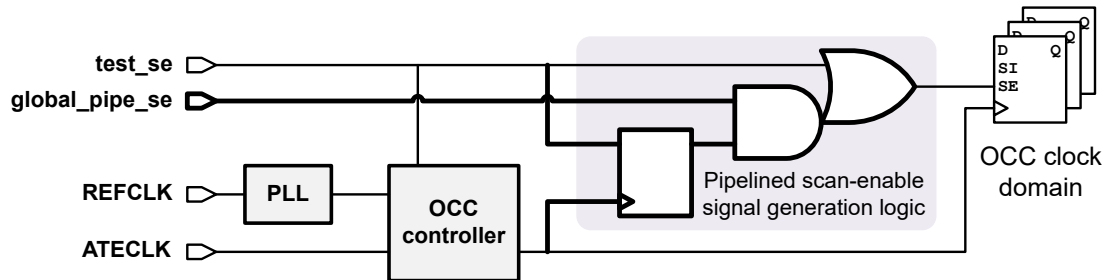 test_se
global_pipe_se
REFCLK
ATECLK
PLL
OCC
controller
Pipelined scan-enable
signal generation logic
D
Q
D
Q
D Q
SI
SE
OCC clock
domain